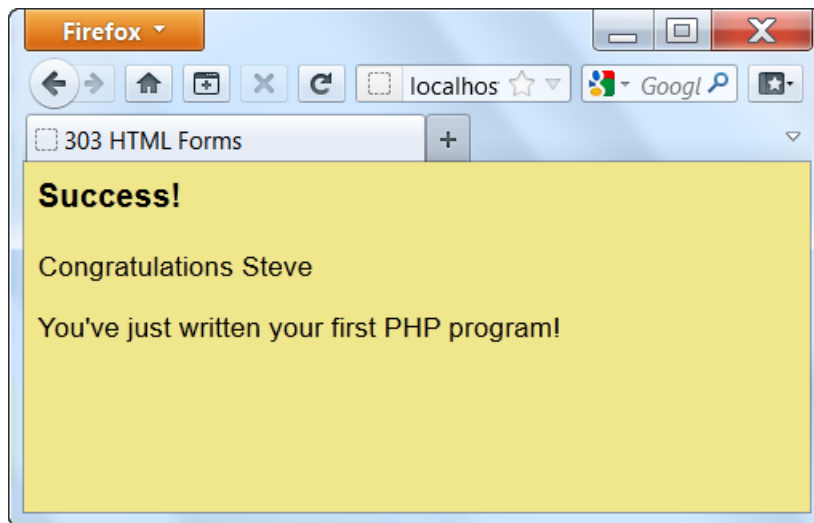 Firefox
localhos
Googl
303 HTML Forms
Success!
Congratulations Steve
You've just written your first PHP program!